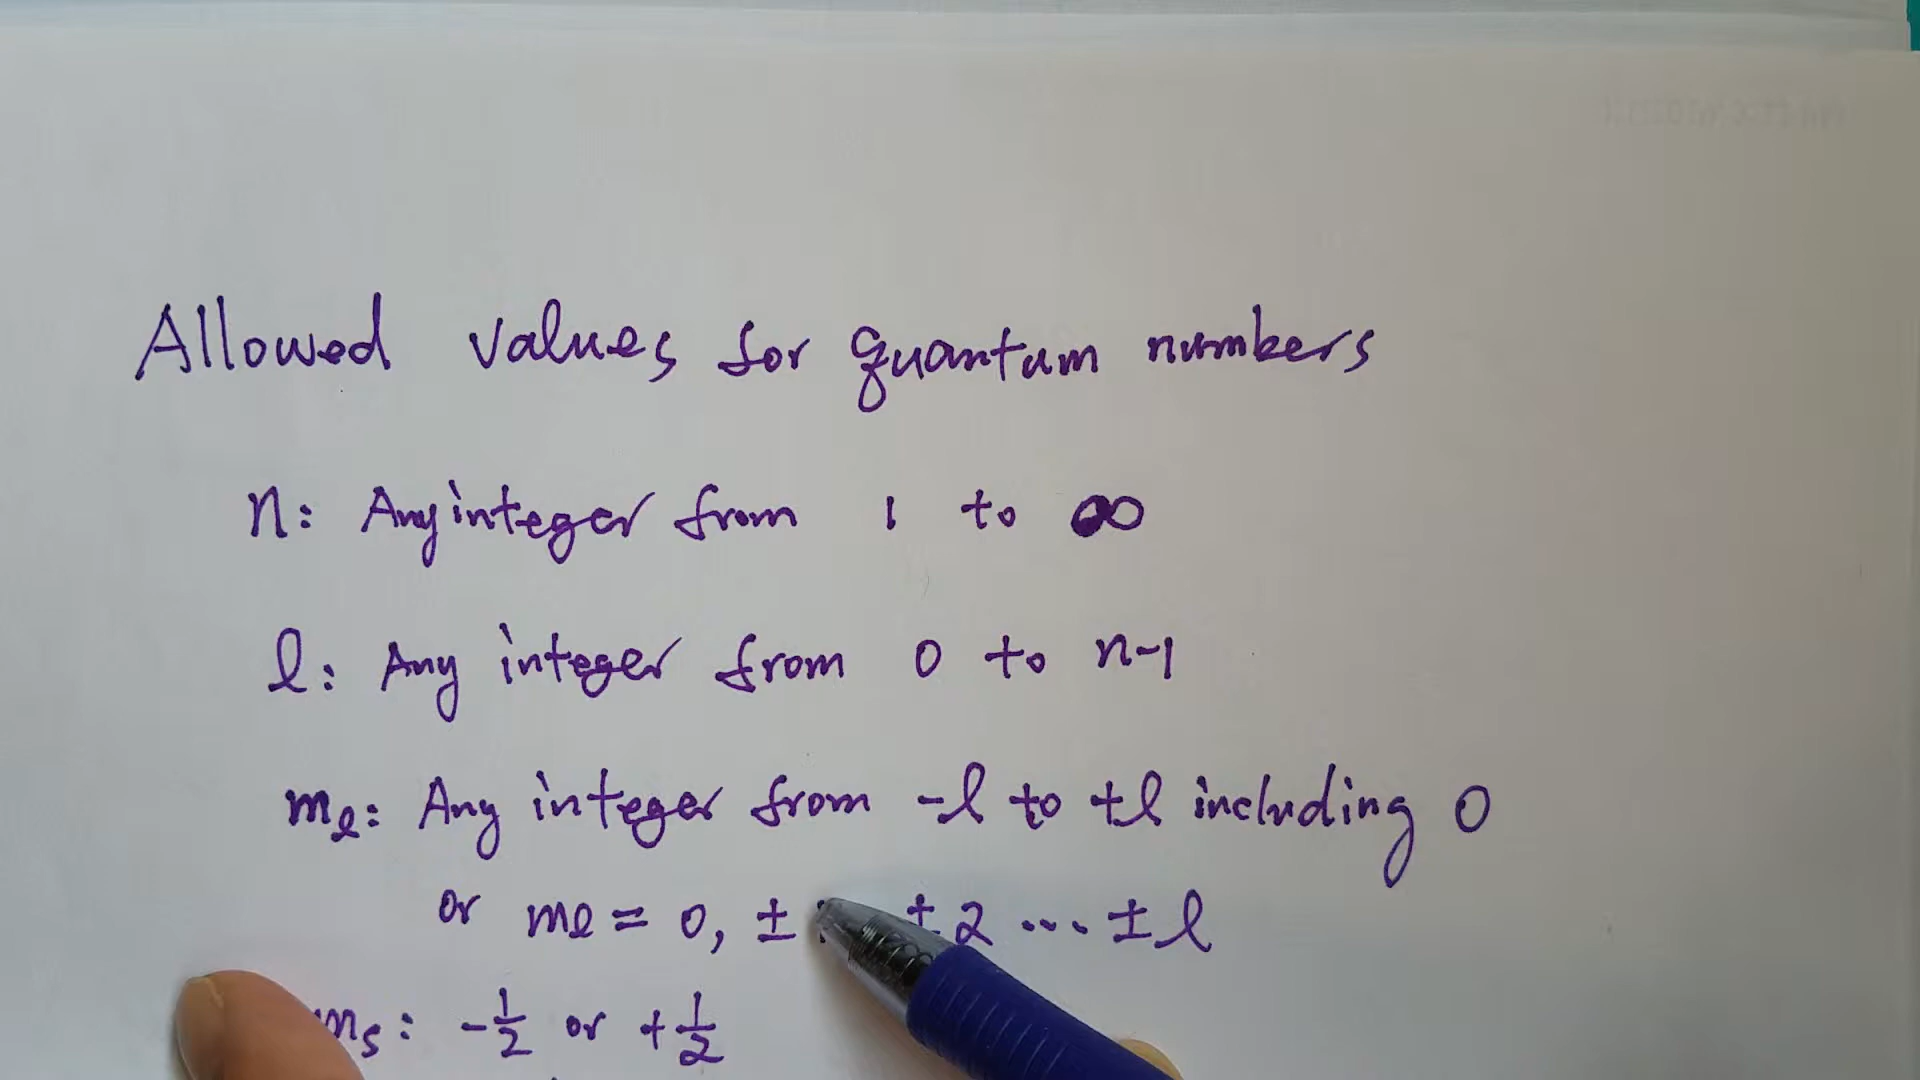 Allowed values for quantum numbers
n: Any integer from 1 to ∞
l: Any integer from 0 to n-1
ml: Any integer from -l to +l including 0
or ml = 0, ± ± 2 ... ± l
ms: -1/2 or +1/2